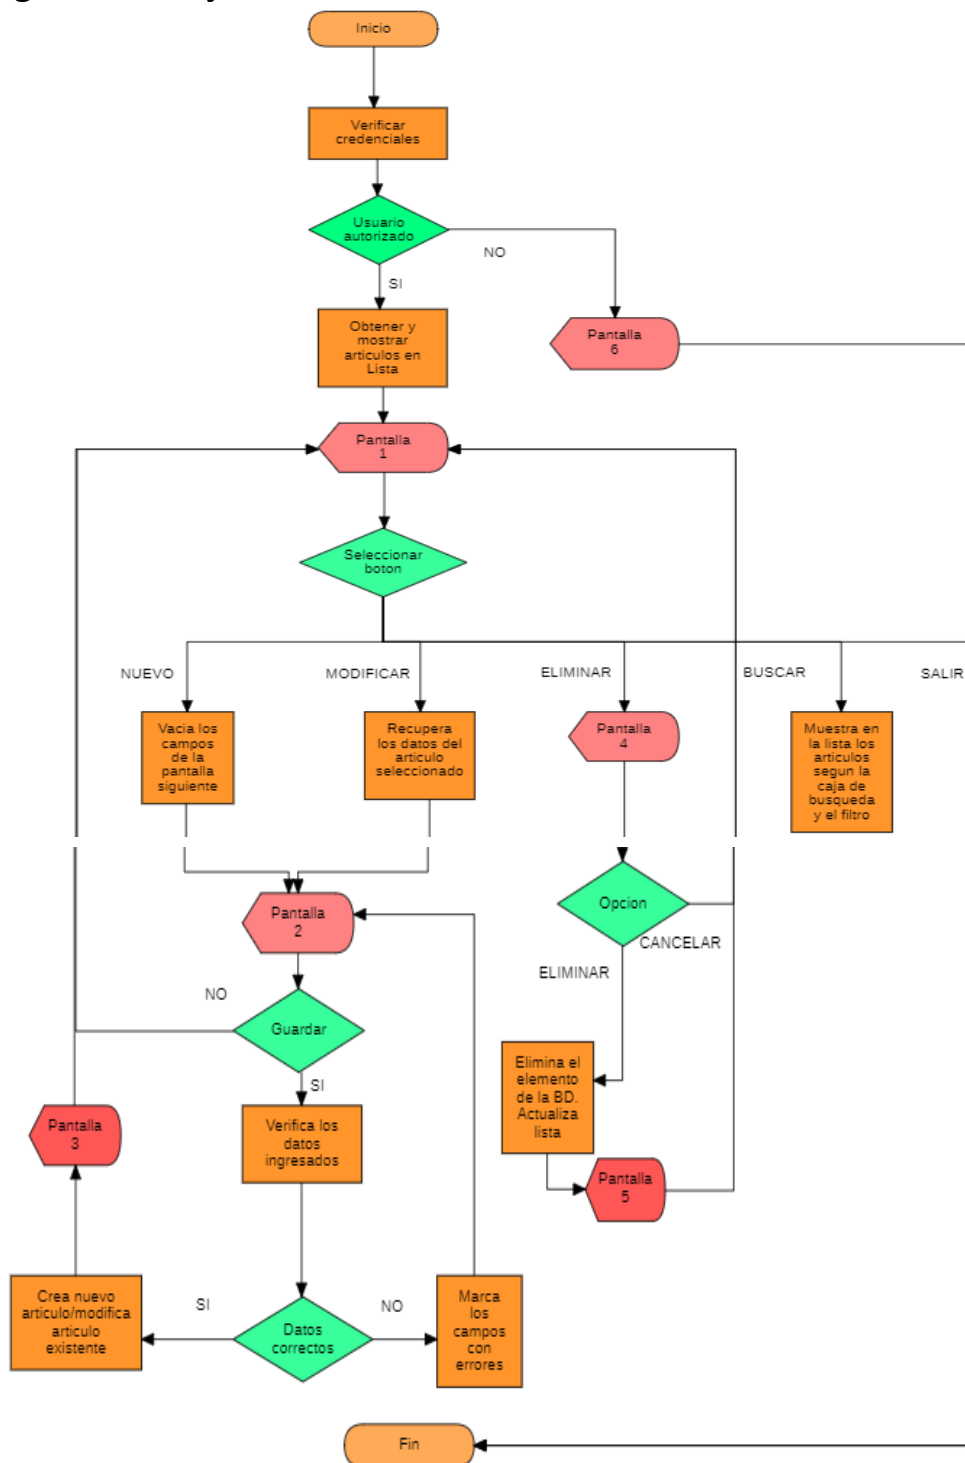 Inicio
Verificar
credenciales
Usuario
autorizado
NO
SI
Obtener y
mostrar
articulos en
Lista
Pantalla
6
Pantalla
1
Seleccionar
boton
NUEVO
MODIFICAR
ELIMINAR
BUSCAR
SALIR
Vacia los
campos
de la
pantalla
siguiente
Recupera
los datos del
articulo
seleccionado
Pantalla
4
Muestra en
la lista los
articulos
segun la
caja de
busqueda
y el filtro
Pantalla
2
Opcion
CANCELAR
ELIMINAR
NO
Guardar
SI
Elimina el
elemento
de la BD.
Actualiza
lista
Pantalla
3
Verifica los
datos
ingresados
Pantalla
5
Crea nuevo
articulo/modifica
articulo
existente
SI
Datos
correctos
NO
Marca
los
campos
con
errores
Fin